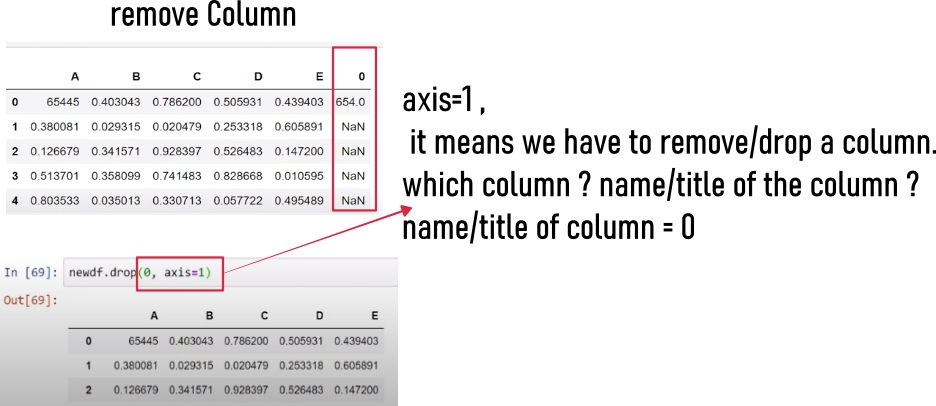 remove Column
A B C D E 0
0 65445 0.403043 0.786200 0.505931 0.439403 654.0
1 0.380081 0.029315 0.020479 0.253318 0.605891 NaN
2 0.126679 0.341571 0.928397 0.526483 0.147200 NaN
3 0.513701 0.358099 0.741483 0.828668 0.010595 NaN
4 0.803533 0.035013 0.330713 0.057722 0.495489 NaN
axis=1 ,
it means we have to remove/drop a column.
which column ? name/title of the column ?
name/title of column = 0
In [69]: newdf.drop(0, axis=1)
Out[69]:
A B C D E
0 65445 0.403043 0.786200 0.505931 0.439403
1 0.380081 0.029315 0.020479 0.253318 0.605891
2 0.126679 0.341571 0.928397 0.526483 0.147200